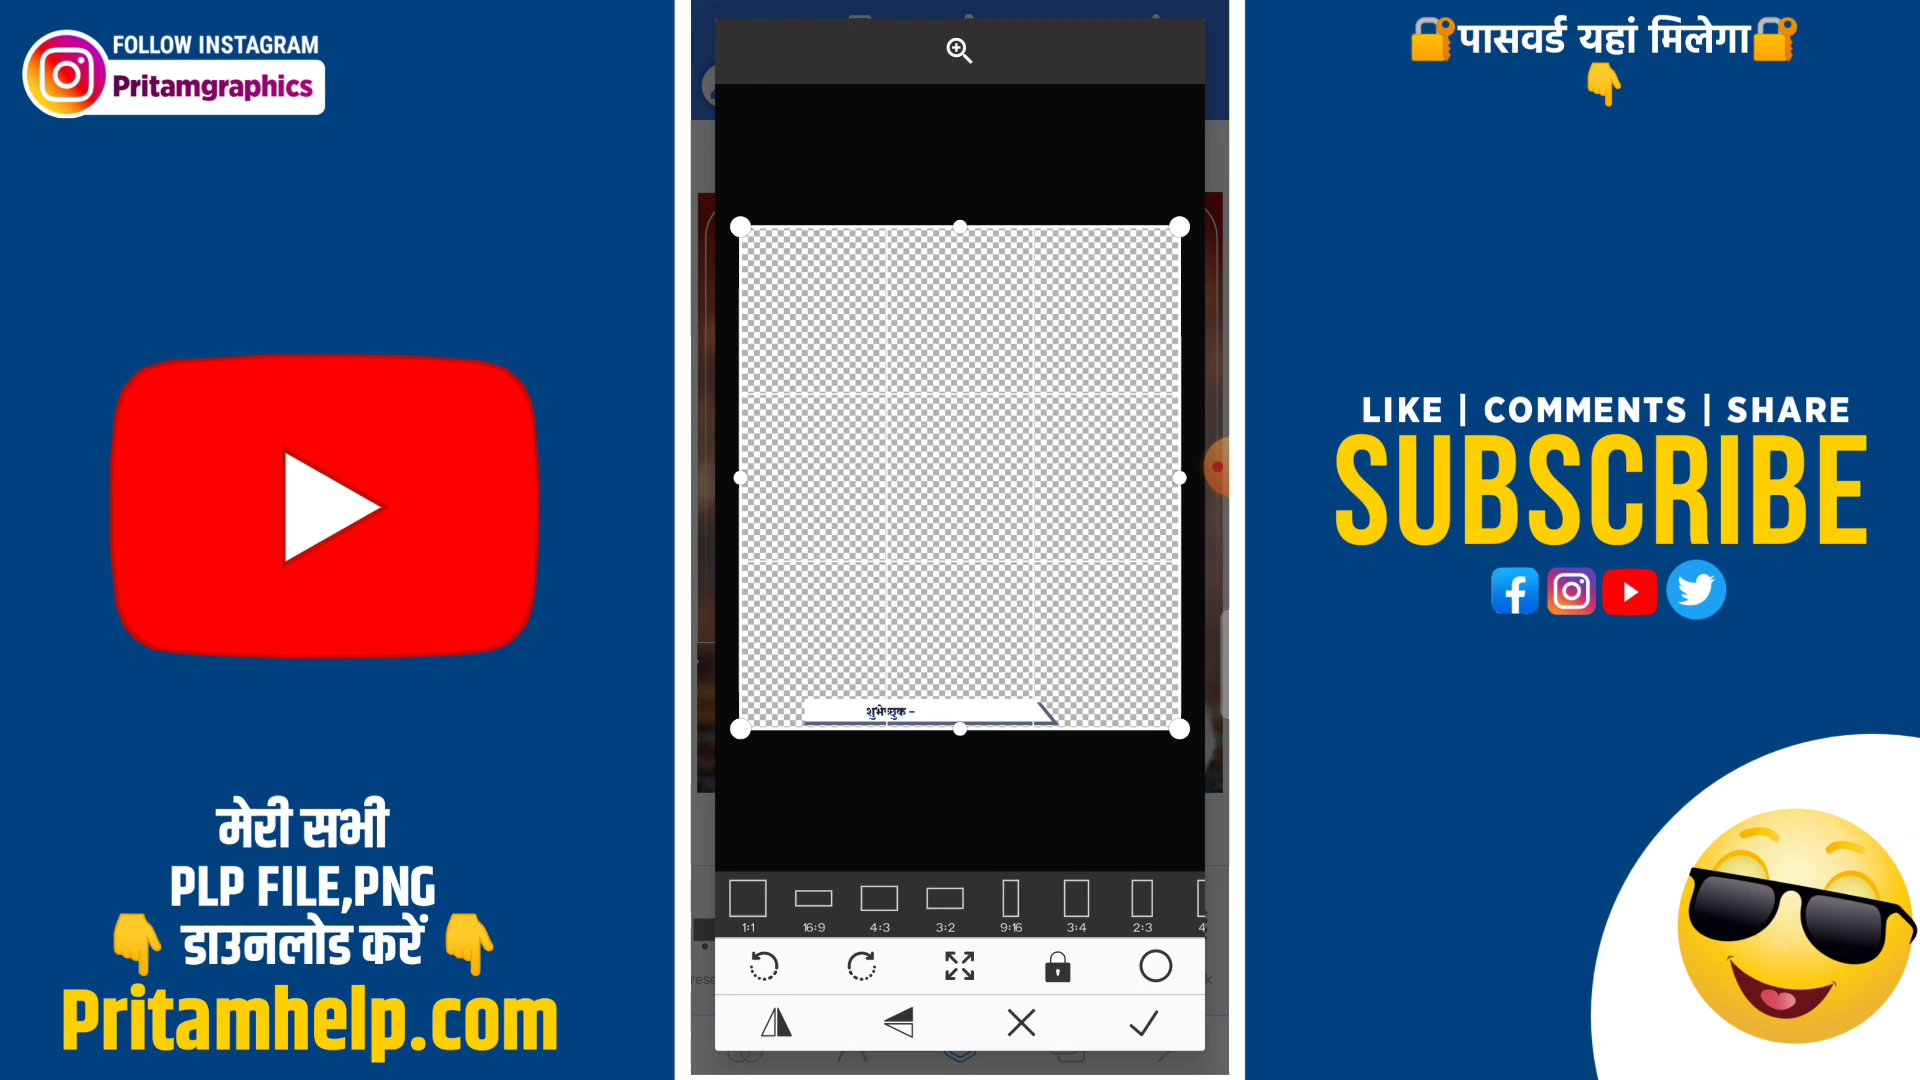 FOLLOW INSTAGRAM
Pritamgraphics
मेरी सभी
PLP FILE,PNG
डाउनलोड करें
Pritamhelp.com
शुभेच्छुक -
1:1 16:9 4:3 3:2 9:16 3:4 2:3
पासवर्ड यहां मिलेगा
LIKE | COMMENTS | SHARE
SUBSCRIBE